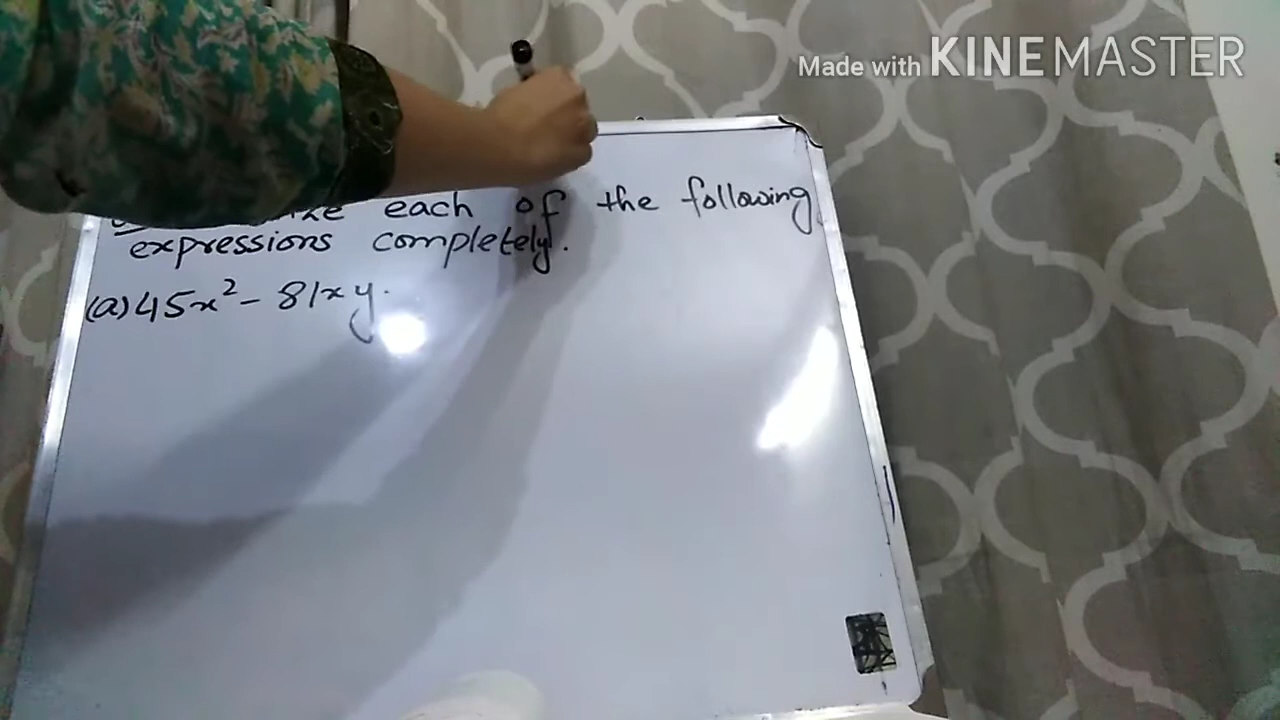 Made with KINEMASTER
each of the following
expressions completely.
(a) 45x² - 81xy.